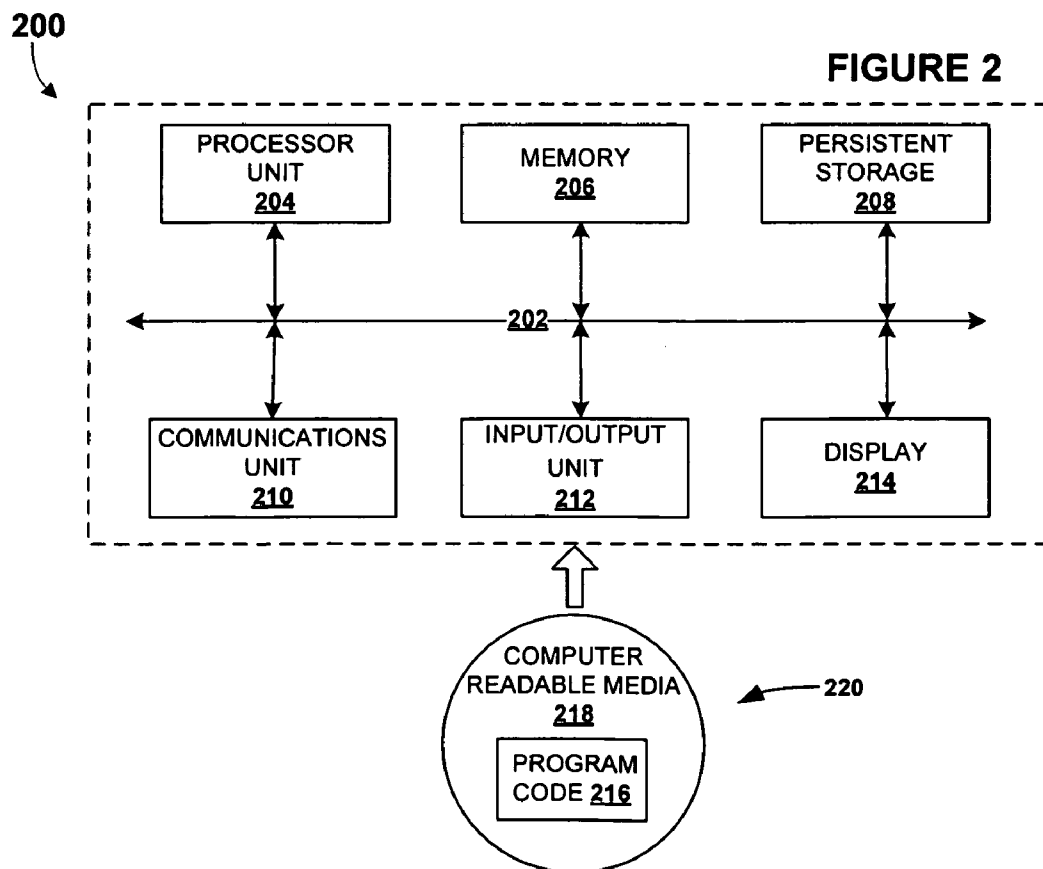 200
FIGURE 2
PROCESSOR
UNIT
204
MEMORY
206
PERSISTENT
STORAGE
208
202
COMMUNICATIONS
UNIT
210
INPUT/OUTPUT
UNIT
212
DISPLAY
214
COMPUTER
READABLE MEDIA
218
220
PROGRAM
CODE 216